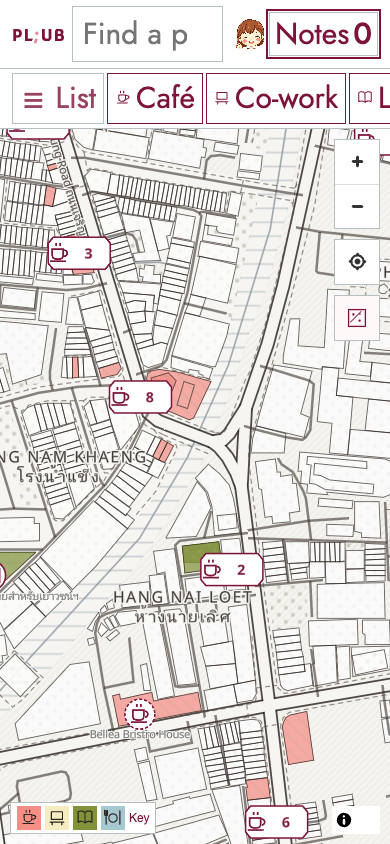 PL;UB
Find a p
Notes 0
List
Café
Co-work
L
3
8
NG NAM KHAENG
โรงน้ำแข็ง
2
HANG NAI LOET
หางนายเลิศ
Bellea Bristro House
6
Key